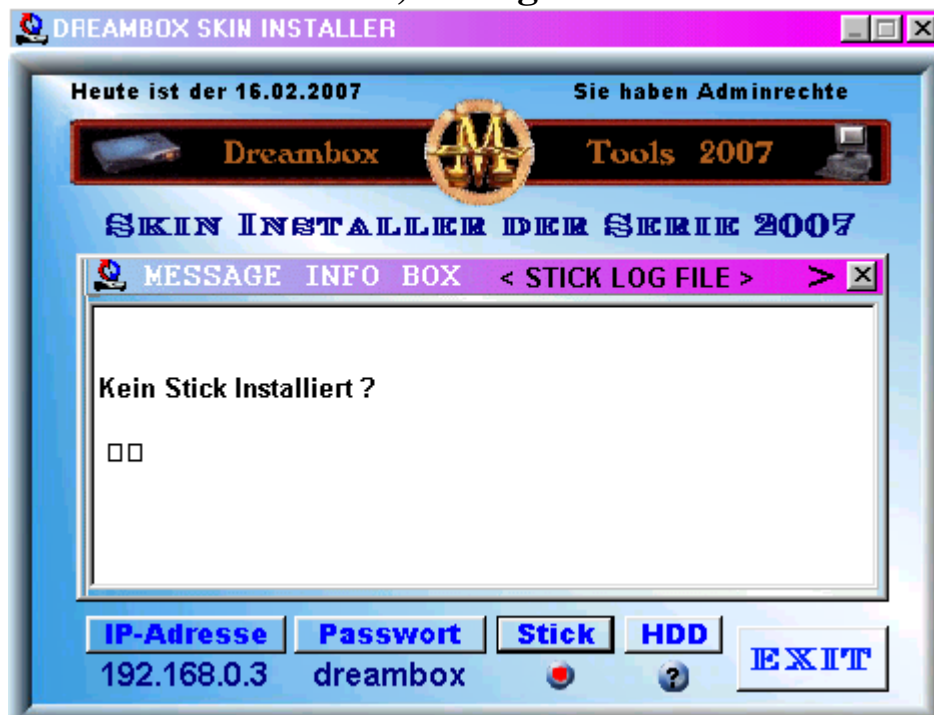 DREAMBOX SKIN INSTALLER
Heute ist der 16.02.2007 Sie haben Adminrechte
Dreambox Tools 2007
SKIN INSTALLER DER SERIE 2007
MESSAGE INFO BOX < STICK LOG FILE > >
Kein Stick Installiert ?
IP-Adresse Passwort Stick HDD
192.168.0.3 dreambox ?
EXIT